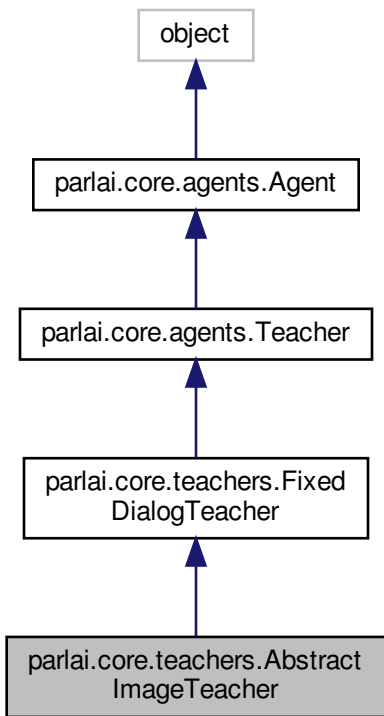 object
parlai.core.agents.Agent
parlai.core.agents.Teacher
parlai.core.teachers.Fixed
DialogTeacher
parlai.core.teachers.Abstract
ImageTeacher